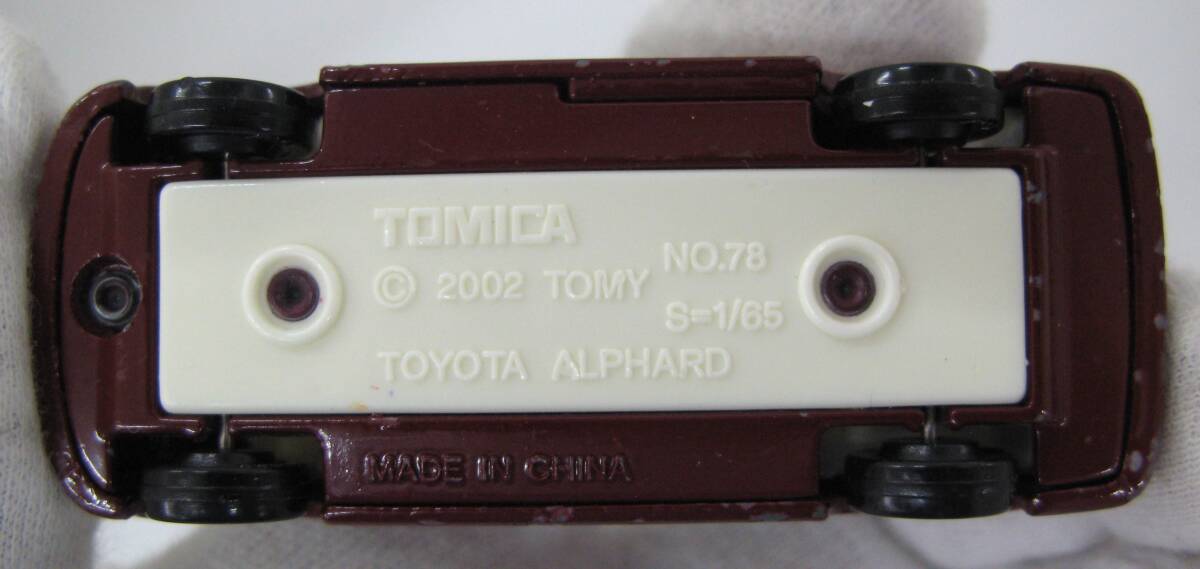 TOMICA
© 2002 TOMY
NO.78
S=1/65
TOYOTA ALPHARD
MADE IN CHINA